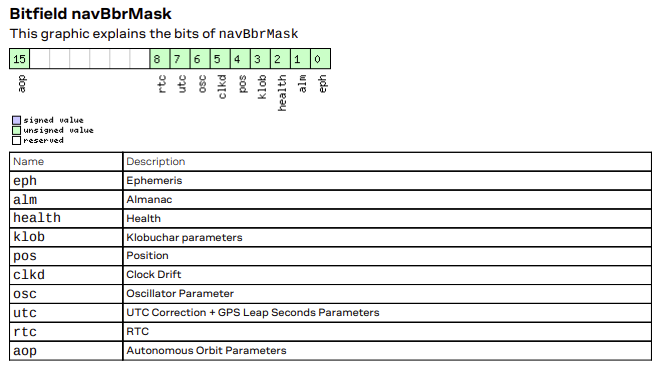 Bitfield navBbrMask
This graphic explains the bits of navBbrMask
15 8 7 6 5 4 3 2 1 0
aop rtc utc osc clkd pos klob health alm eph
signed value
unsigned value
reserved
Name Description
eph Ephemeris
alm Almanac
health Health
klob Klobuchar parameters
pos Position
clkd Clock Drift
osc Oscillator Parameter
utc UTC Correction + GPS Leap Seconds Parameters
rtc RTC
aop Autonomous Orbit Parameters